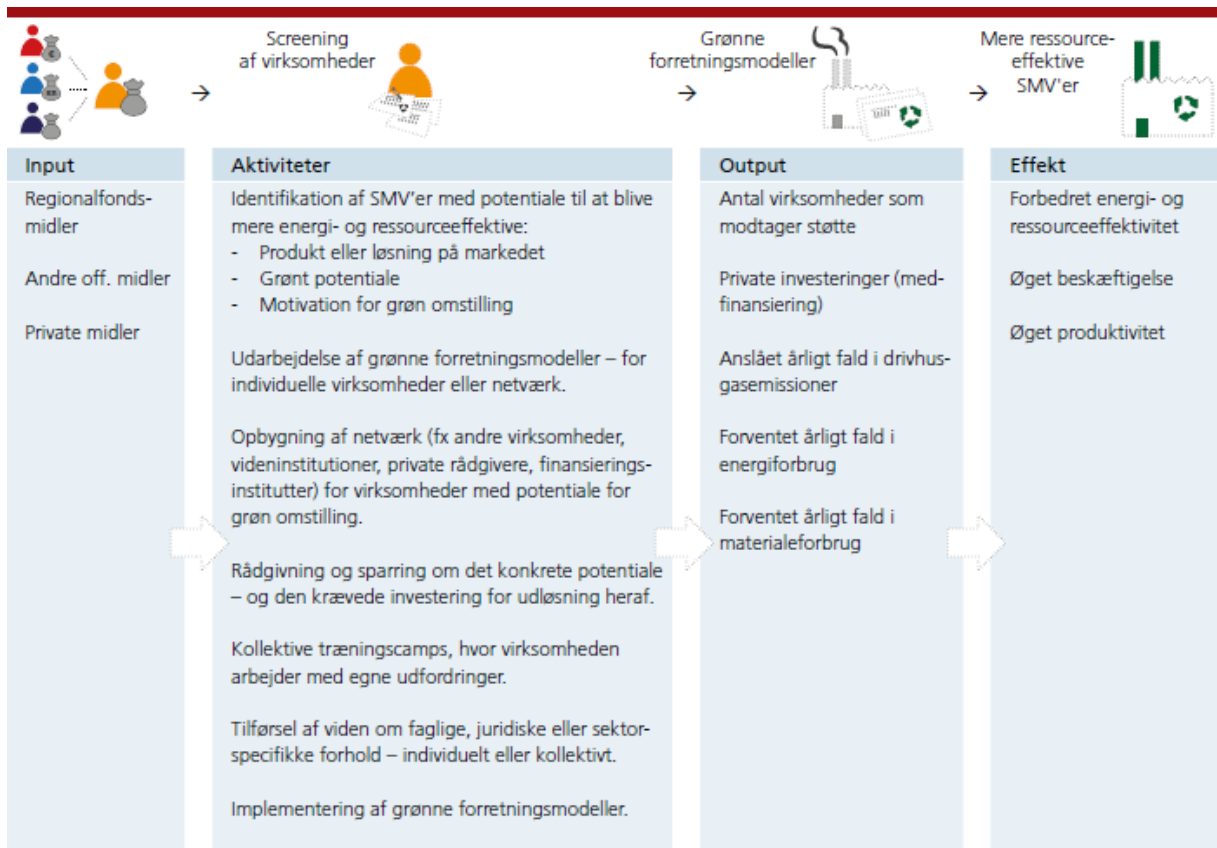 Screening
af virksomheder
Grønne
forretningsmodeller
Mere ressource-
effektive
SMV'er
→
→
→
Input
Regionalfonds-
midler
Andre off. midler
Private midler
Aktiviteter
Identifikation af SMV'er med potentiale til at blive
mere energi- og ressourceeffektive:
- Produkt eller løsning på markedet
- Grønt potentiale
- Motivation for grøn omstilling
Udarbejdelse af grønne forretningsmodeller – for
individuelle virksomheder eller netværk.
Opbygning af netværk (fx andre virksomheder,
videninstitutioner, private rådgivere, finansierings-
institutter) for virksomheder med potentiale for
grøn omstilling.
Rådgivning og sparring om det konkrete potentiale
– og den krævede investering for udløsning heraf.
Kollektive træningscamps, hvor virksomheden
arbejder med egne udfordringer.
Tilførsel af viden om faglige, juridiske eller sektor-
specifikke forhold – individuelt eller kollektivt.
Implementering af grønne forretningsmodeller.
Output
Antal virksomheder som
modtager støtte
Private investeringer (med-
finansiering)
Anslået årligt fald i drivhus-
gasemissioner
Forventet årligt fald i
energiforbrug
Forventet årligt fald i
materialeforbrug
Effekt
Forbedret energi- og
ressourceeffektivitet
Øget beskæftigelse
Øget produktivitet